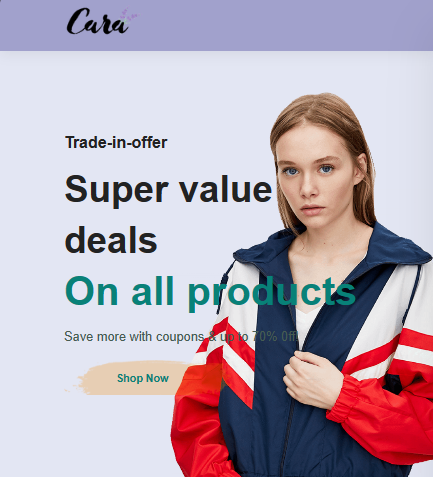 Cara
Trade-in-offer
Super value
deals
On all products
Save more with coupons & up to 70% 0ff!
Shop Now